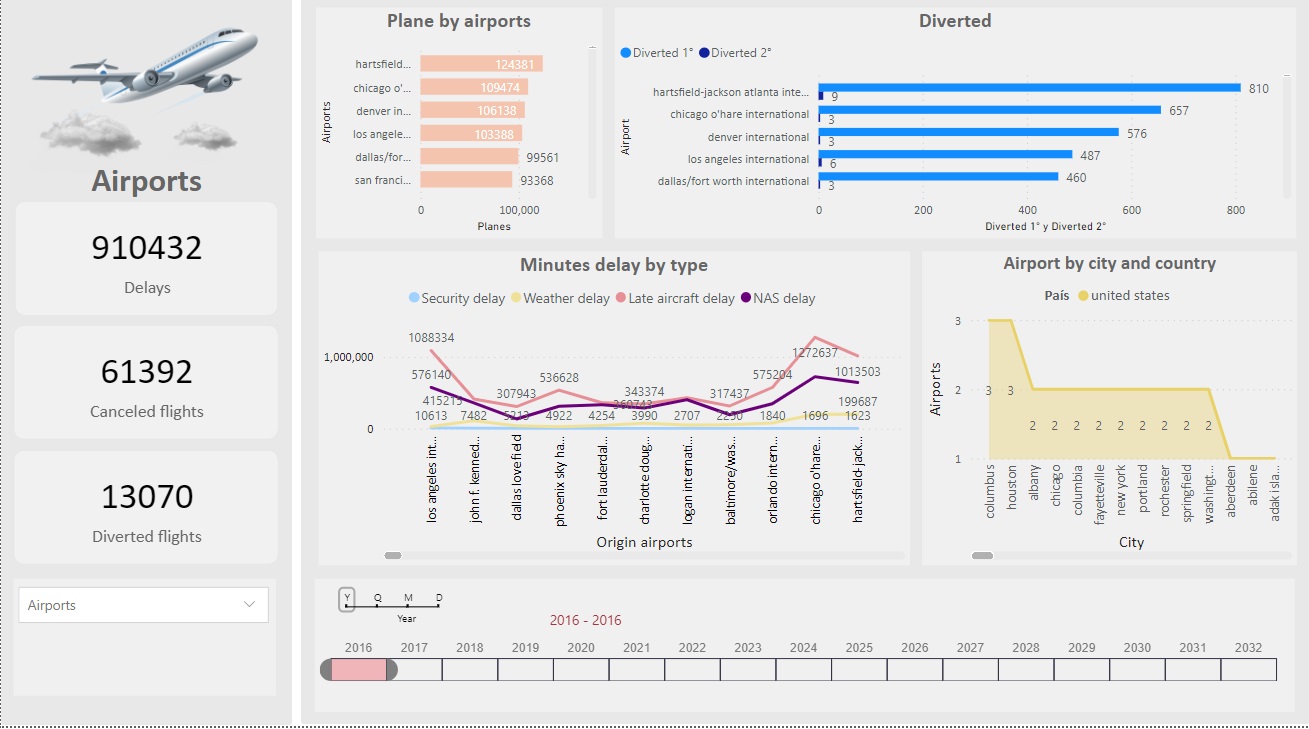 Airports
910432
Delays
61392
Canceled flights
13070
Diverted flights
Airports
Plane by airports
Airports
hartsfield... 124381
chicago o'... 109474
denver in... 106138
los angele... 103388
dallas/for... 99561
san franci... 93368
0 100,000
Planes
Diverted
Diverted 1° Diverted 2°
Airport
hartsfield-jackson atlanta inte... 810
9
chicago o'hare international 657
3
denver international 576
3
los angeles international 487
6
dallas/fort worth international 460
3
0 200 400 600 800
Diverted 1° y Diverted 2°
Minutes delay by type
Security delay Weather delay Late aircraft delay NAS delay
1088334
1,000,000 1272637
576140 536628 575204 1013503
307943 343374 317437
415215 199687
10613 7482 5213 4922 4254 3990 2707 2250 1840 1696 1623
0
los angeles int...
john f. kenned...
dallas love field
phoenix sky ha...
fort lauderdal...
charlotte doug...
logan internati...
baltimore/was...
orlando intern...
chicago o'hare...
hartsfield-jack...
Origin airports
Airport by city and country
País united states
Airports
3
2
1
3 3
2 2 2 2 2 2 2 2 2
columbus
houston
albany
chicago
columbia
fayetteville
new york
portland
rochester
springfield
washingt...
aberdeen
abilene
adak isla...
City
Y Q M D
Year
2016 - 2016
2016 2017 2018 2019 2020 2021 2022 2023 2024 2025 2026 2027 2028 2029 2030 2031 2032